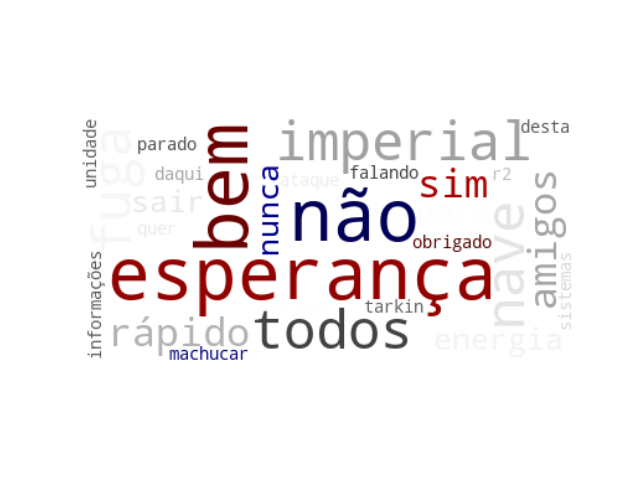 unidade
fuga
parado
bem
imperial
desta
daqui
nunca
ataque
falando
sim
r2
sair
não
nave
amigos
quer
obrigado
informações
esperança
sistemas
tarkin
rápido
todos
energia
machucar